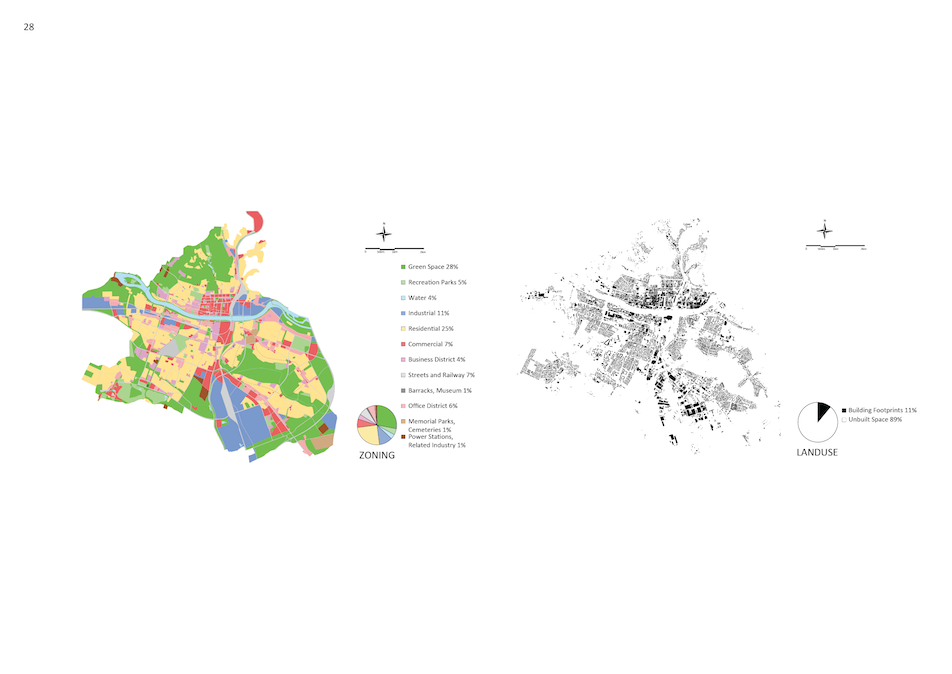 28
N
Green Space 28%
Recreation Parks 5%
Water 4%
Industrial 11%
Residential 25%
Commercial 7%
Business District 4%
Streets and Railway 7%
Barracks, Museum 1%
Office District 6%
Memorial Parks,
Cemeteries 1%
Power Stations,
Related Industry 1%
ZONING
N
Building Footprints 11%
Unbuilt Space 89%
LANDUSE